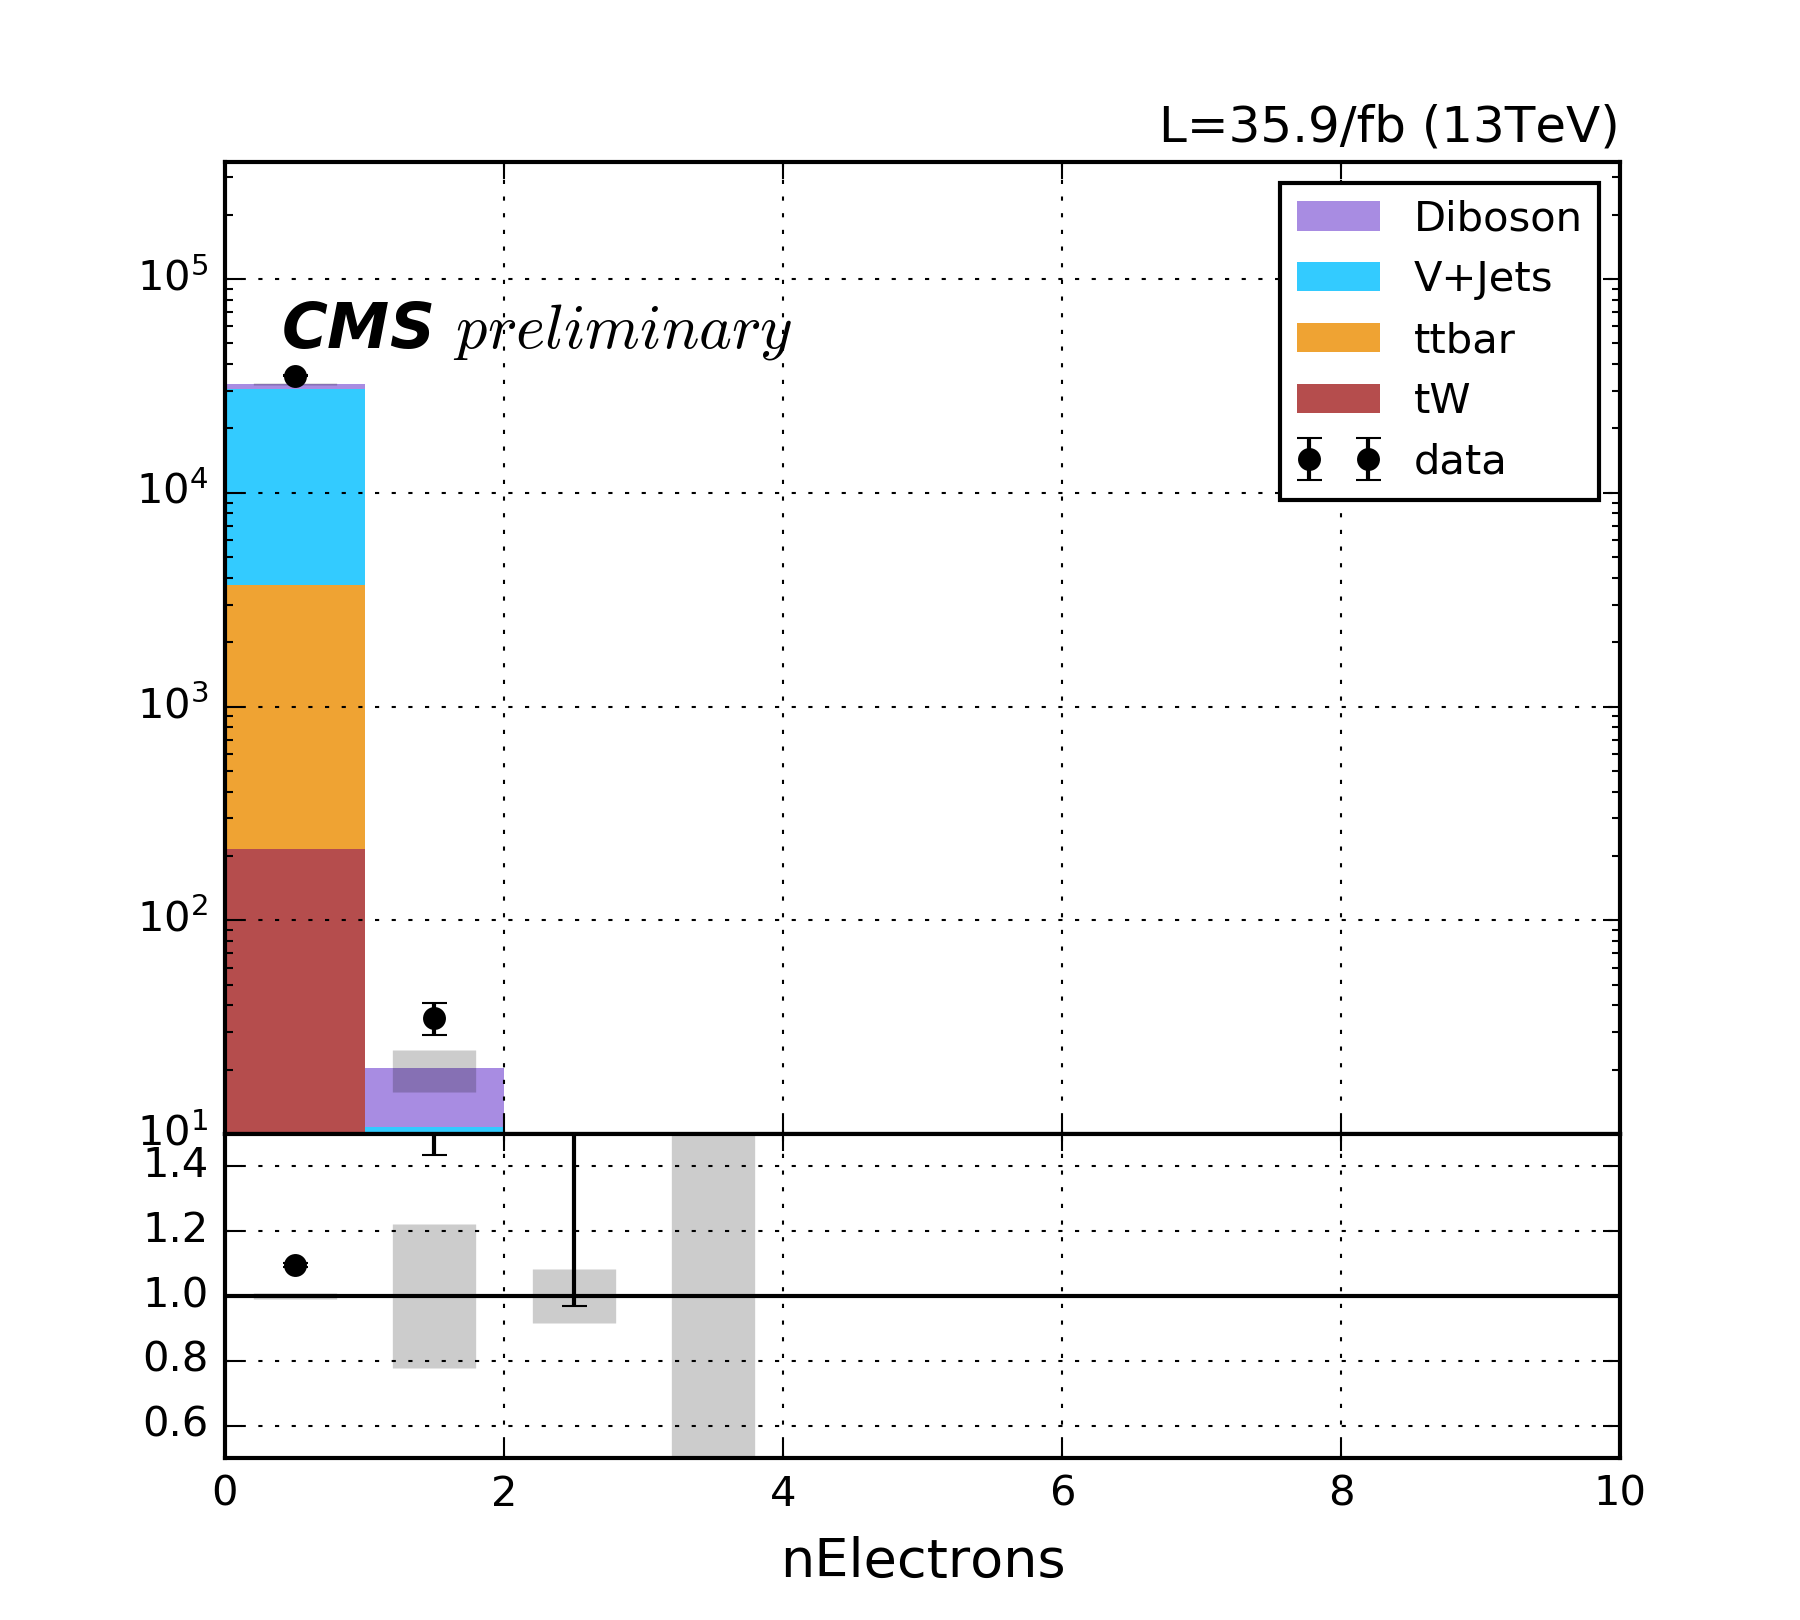 L=35.9/fb (13TeV)
CMS preliminary
Diboson
V+Jets
ttbar
tW
data
10^5
10^4
10^3
10^2
10^1
1.4
1.2
1.0
0.8
0.6
0 2 4 6 8 10
nElectrons